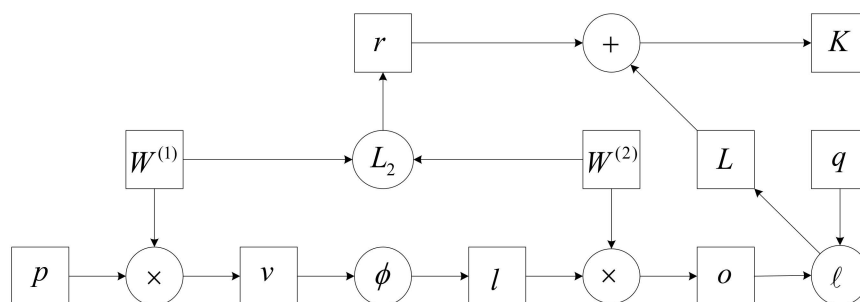 r + K
W^{(1)} L_2 W^{(2)} L q
p × v ϕ l × o ℓ